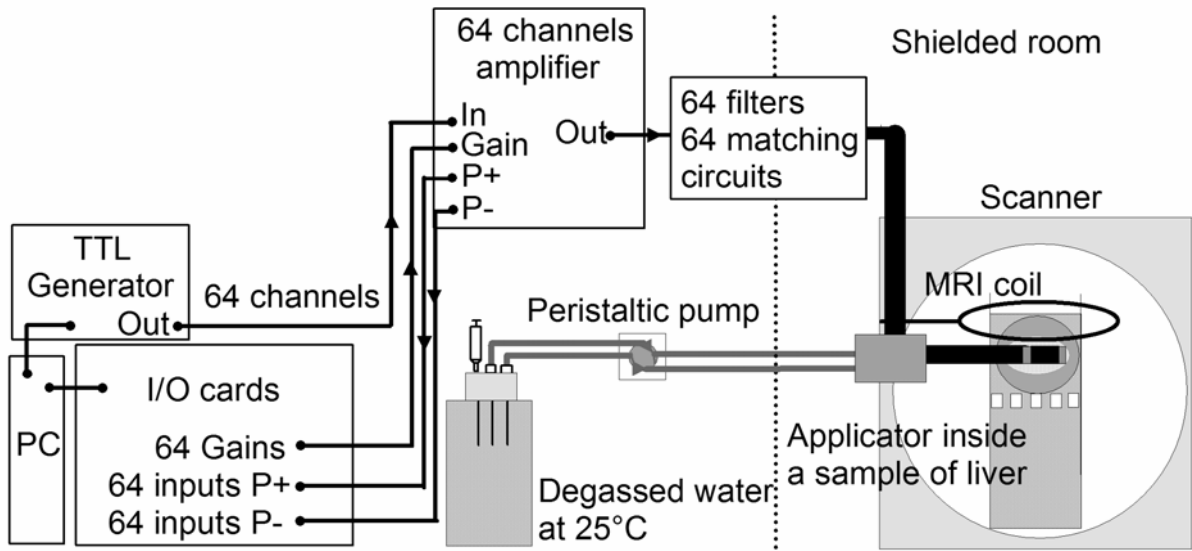 64 channels
amplifier
In
Gain
P+
P-
Out
64 filters
64 matching
circuits
Shielded room
Scanner
MRI coil
TTL
Generator
Out
64 channels
Peristaltic pump
PC
I/O cards
64 Gains
64 inputs P+
64 inputs P-
Degassed water
at 25°C
Applicator inside
a sample of liver